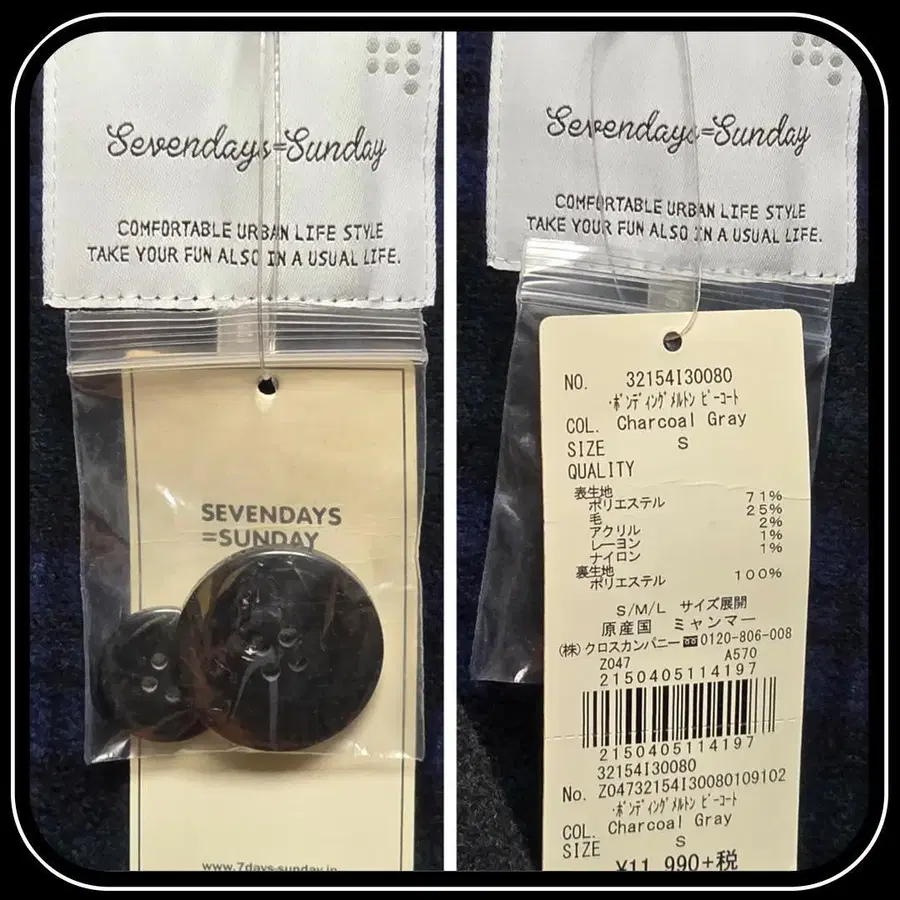 Sevendays=Sunday
COMFORTABLE URBAN LIFE STYLE
TAKE YOUR FUN ALSO IN A USUAL LIFE.
SEVENDAYS
=SUNDAY
www.7days-sunday.jp
Sevendays=Sunday
COMFORTABLE URBAN LIFE STYLE
TAKE YOUR FUN ALSO IN A USUAL LIFE.
NO. 32154I30080
・ボンディングメルトン ピーコート
COL. Charcoal Gray
SIZE S
QUALITY
表生地
ポリエステル 71%
毛 25%
アクリル 2%
レーヨン 1%
ナイロン 1%
裏生地
ポリエステル 100%
S/M/L サイズ展開
原産国 ミャンマー
(株)クロスカンパニー☎0120-806-008
Z047 A570
2150405114197
2150405114197
32154I30080
No. Z04732154I30080109102
・ボンディングメルトン ピーコート
COL. Charcoal Gray
SIZE S
¥11,990+税